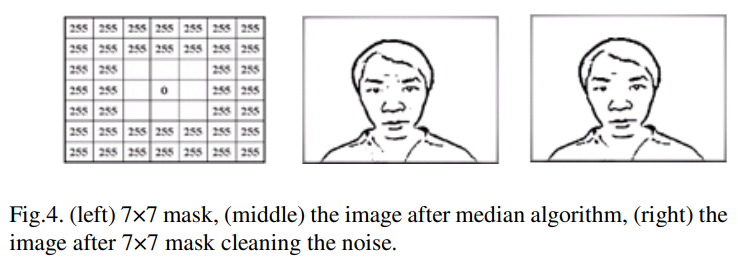 255 255 255 255 255 255 255
255 255 255 255 255 255 255
255 255 255 255
255 255 0 255 255
255 255 255 255
255 255 255 255 255 255 255
255 255 255 255 255 255 255
Fig.4. (left) 7×7 mask, (middle) the image after median algorithm, (right) the
image after 7×7 mask cleaning the noise.